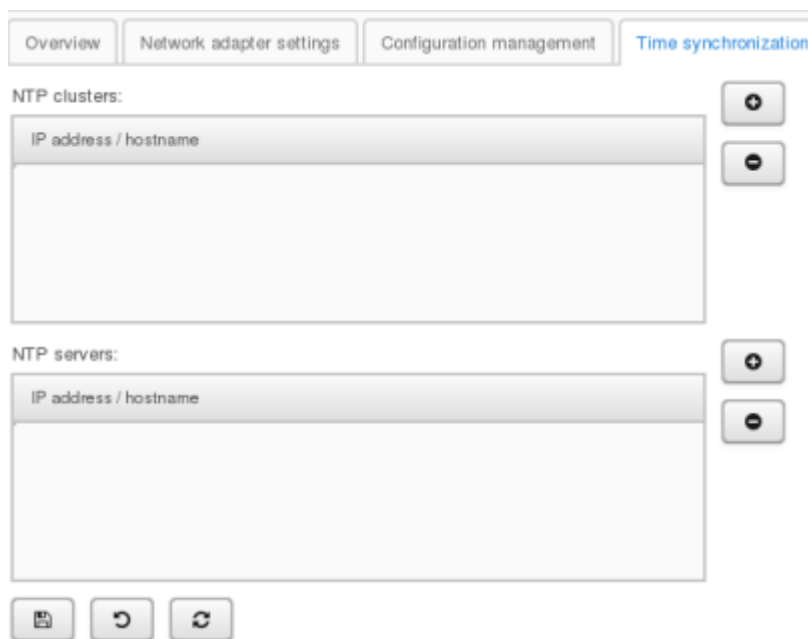 Overview Network adapter settings Configuration management Time synchronization
NTP clusters:
IP address / hostname
NTP servers:
IP address / hostname